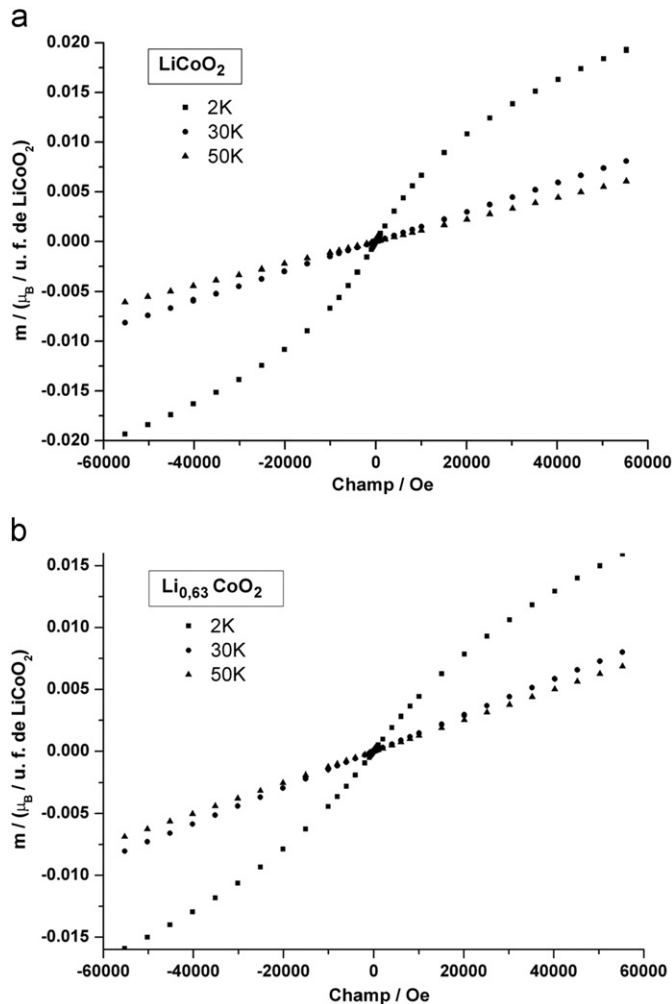 a
0.020
0.015
0.010
0.005
0.000
-0.005
-0.010
-0.015
-0.020
m / (μB / u. f. de LiCoO2)
LiCoO2
2K
30K
50K
-60000 -40000 -20000 0 20000 40000 60000
Champ / Oe
b
0.015
0.010
0.005
0.000
-0.005
-0.010
-0.015
m / (μB / u. f. de LiCoO2)
Li0,63 CoO2
2K
30K
50K
-60000 -40000 -20000 0 20000 40000 60000
Champ / Oe